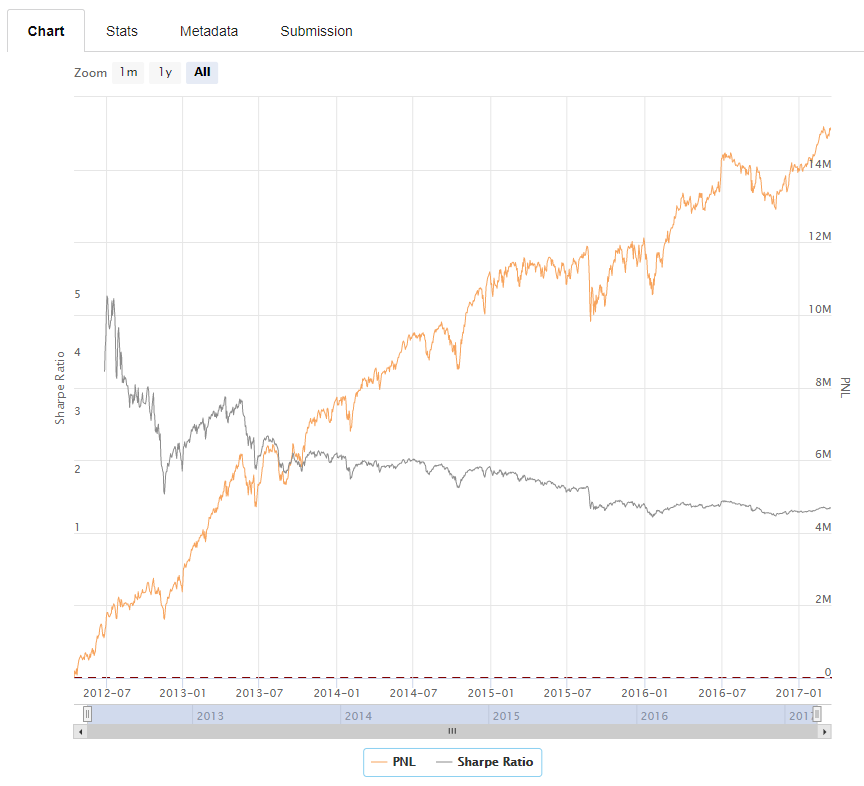 Chart Stats Metadata Submission
Zoom 1m 1y All
Sharpe Ratio
5
4
3
2
1
14M
12M
10M
8M
6M
4M
2M
0
PNL
2012-07 2013-01 2013-07 2014-01 2014-07 2015-01 2015-07 2016-01 2016-07 2017-01
2013 2014 2015 2016
PNL Sharpe Ratio